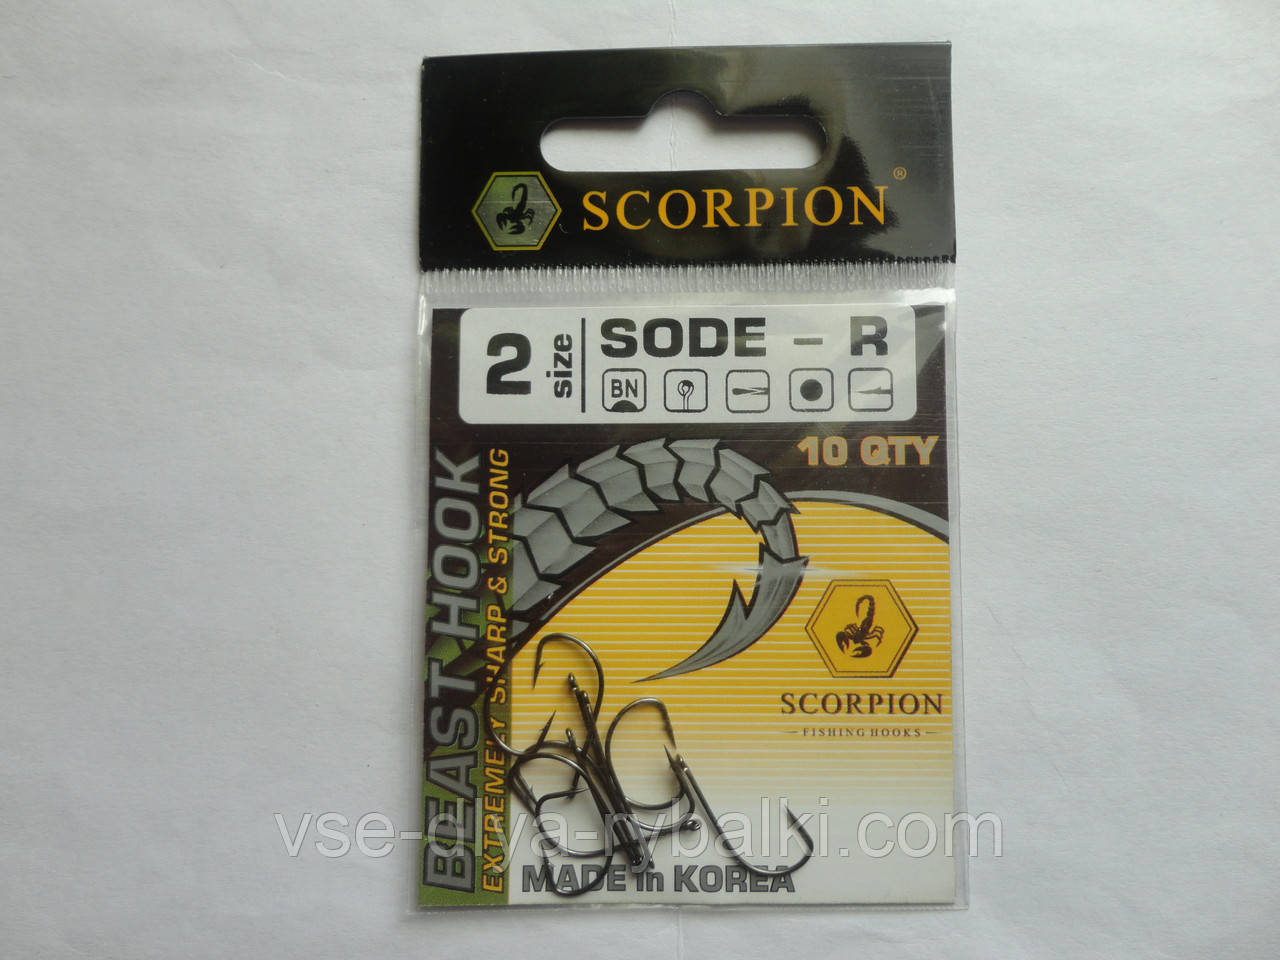 SCORPION®
2 size
SODE - R
BN
10 QTY
BEAST HOOK
EXTREMELY SHARP & STRONG
SCORPION
FISHING HOOKS
vse-dlya-rybalki.com
MADE in KOREA